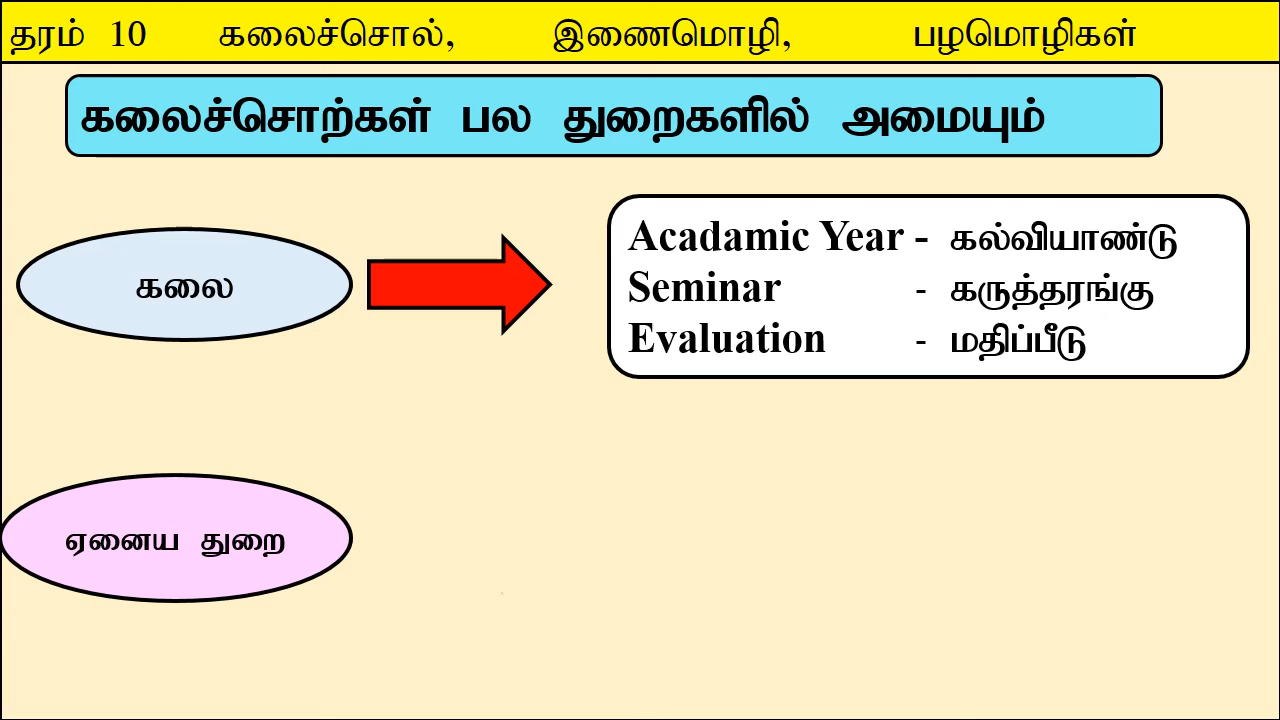 தரம் 10 கலைச்சொல், இணைமொழி, பழமொழிகள்
கலைச்சொற்கள் பல துறைகளில் அமையும்
கலை
Acadamic Year - கல்வியாண்டு
Seminar - கருத்தரங்கு
Evaluation - மதிப்பீடு
ஏனைய துறை